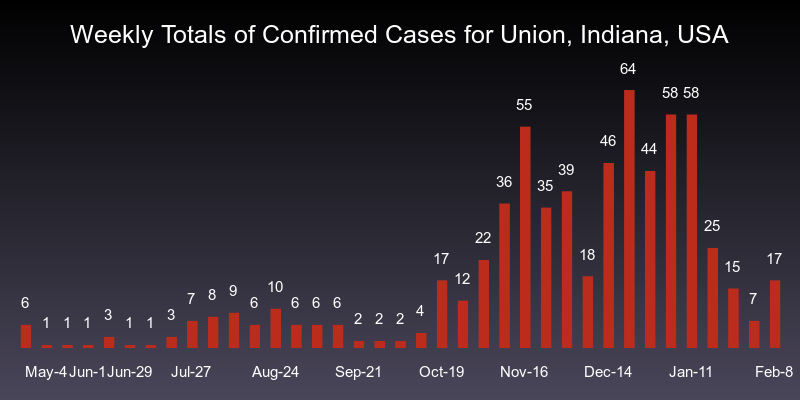 Weekly Totals of Confirmed Cases for Union, Indiana, USA
6 1 1 1 3 1 1 3 7 8 9 6 10 6 6 6 2 2 2 4 17 12 22 36 55 35 39 18 46 64 44 58 58 25 15 7 17
May-4 Jun-1 Jun-29 Jul-27 Aug-24 Sep-21 Oct-19 Nov-16 Dec-14 Jan-11 Feb-8